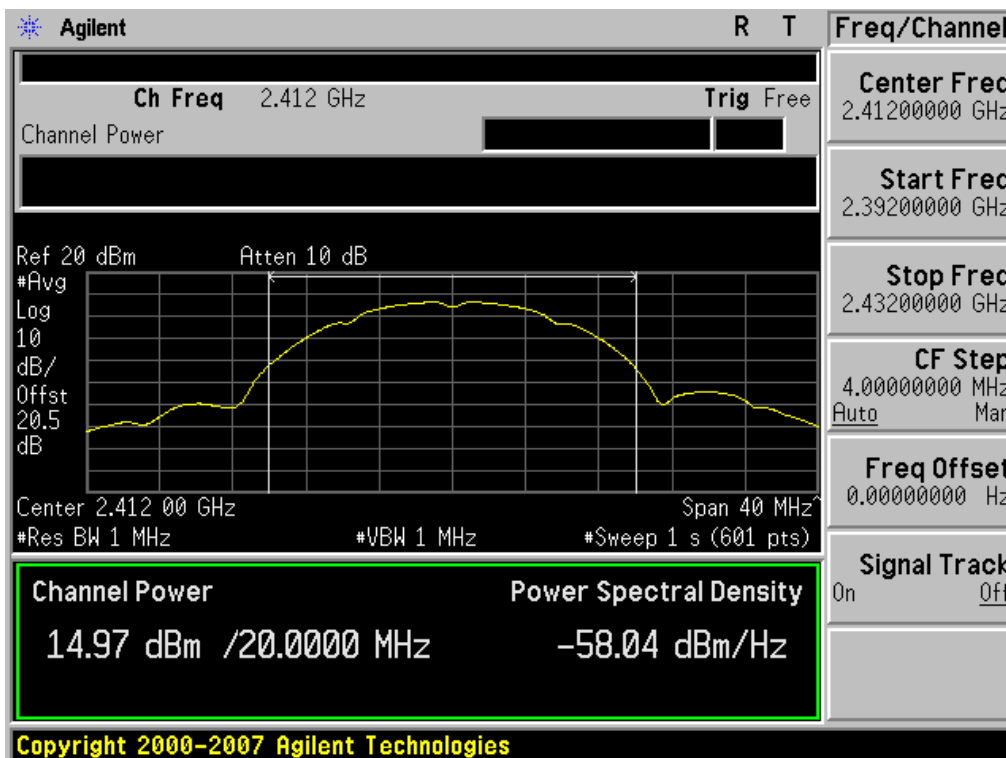 Agilent R T
Freq/Channel
Ch Freq 2.412 GHz Trig Free
Channel Power
Center Freq
2.41200000 GHz
Start Freq
2.39200000 GHz
Stop Freq
2.43200000 GHz
CF Step
4.00000000 MHz
Auto Man
Freq Offset
0.00000000 Hz
Signal Track
On Off
Ref 20 dBm Atten 10 dB
#Avg
Log
10
dB/
Offst
20.5
dB
Center 2.412 00 GHz Span 40 MHz^
#Res BW 1 MHz #VBW 1 MHz #Sweep 1 s (601 pts)
Channel Power Power Spectral Density
14.97 dBm /20.0000 MHz -58.04 dBm/Hz
Copyright 2000-2007 Agilent Technologies